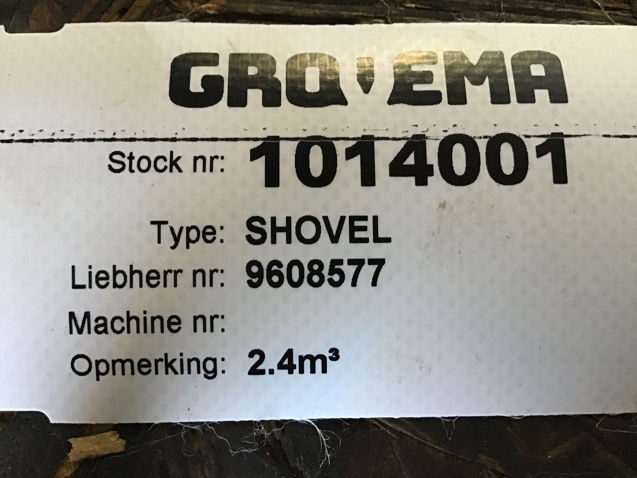 GROVEMA
Stock nr: 1014001
Type: SHOVEL
Liebherr nr: 9608577
Machine nr:
Opmerking: 2.4m³